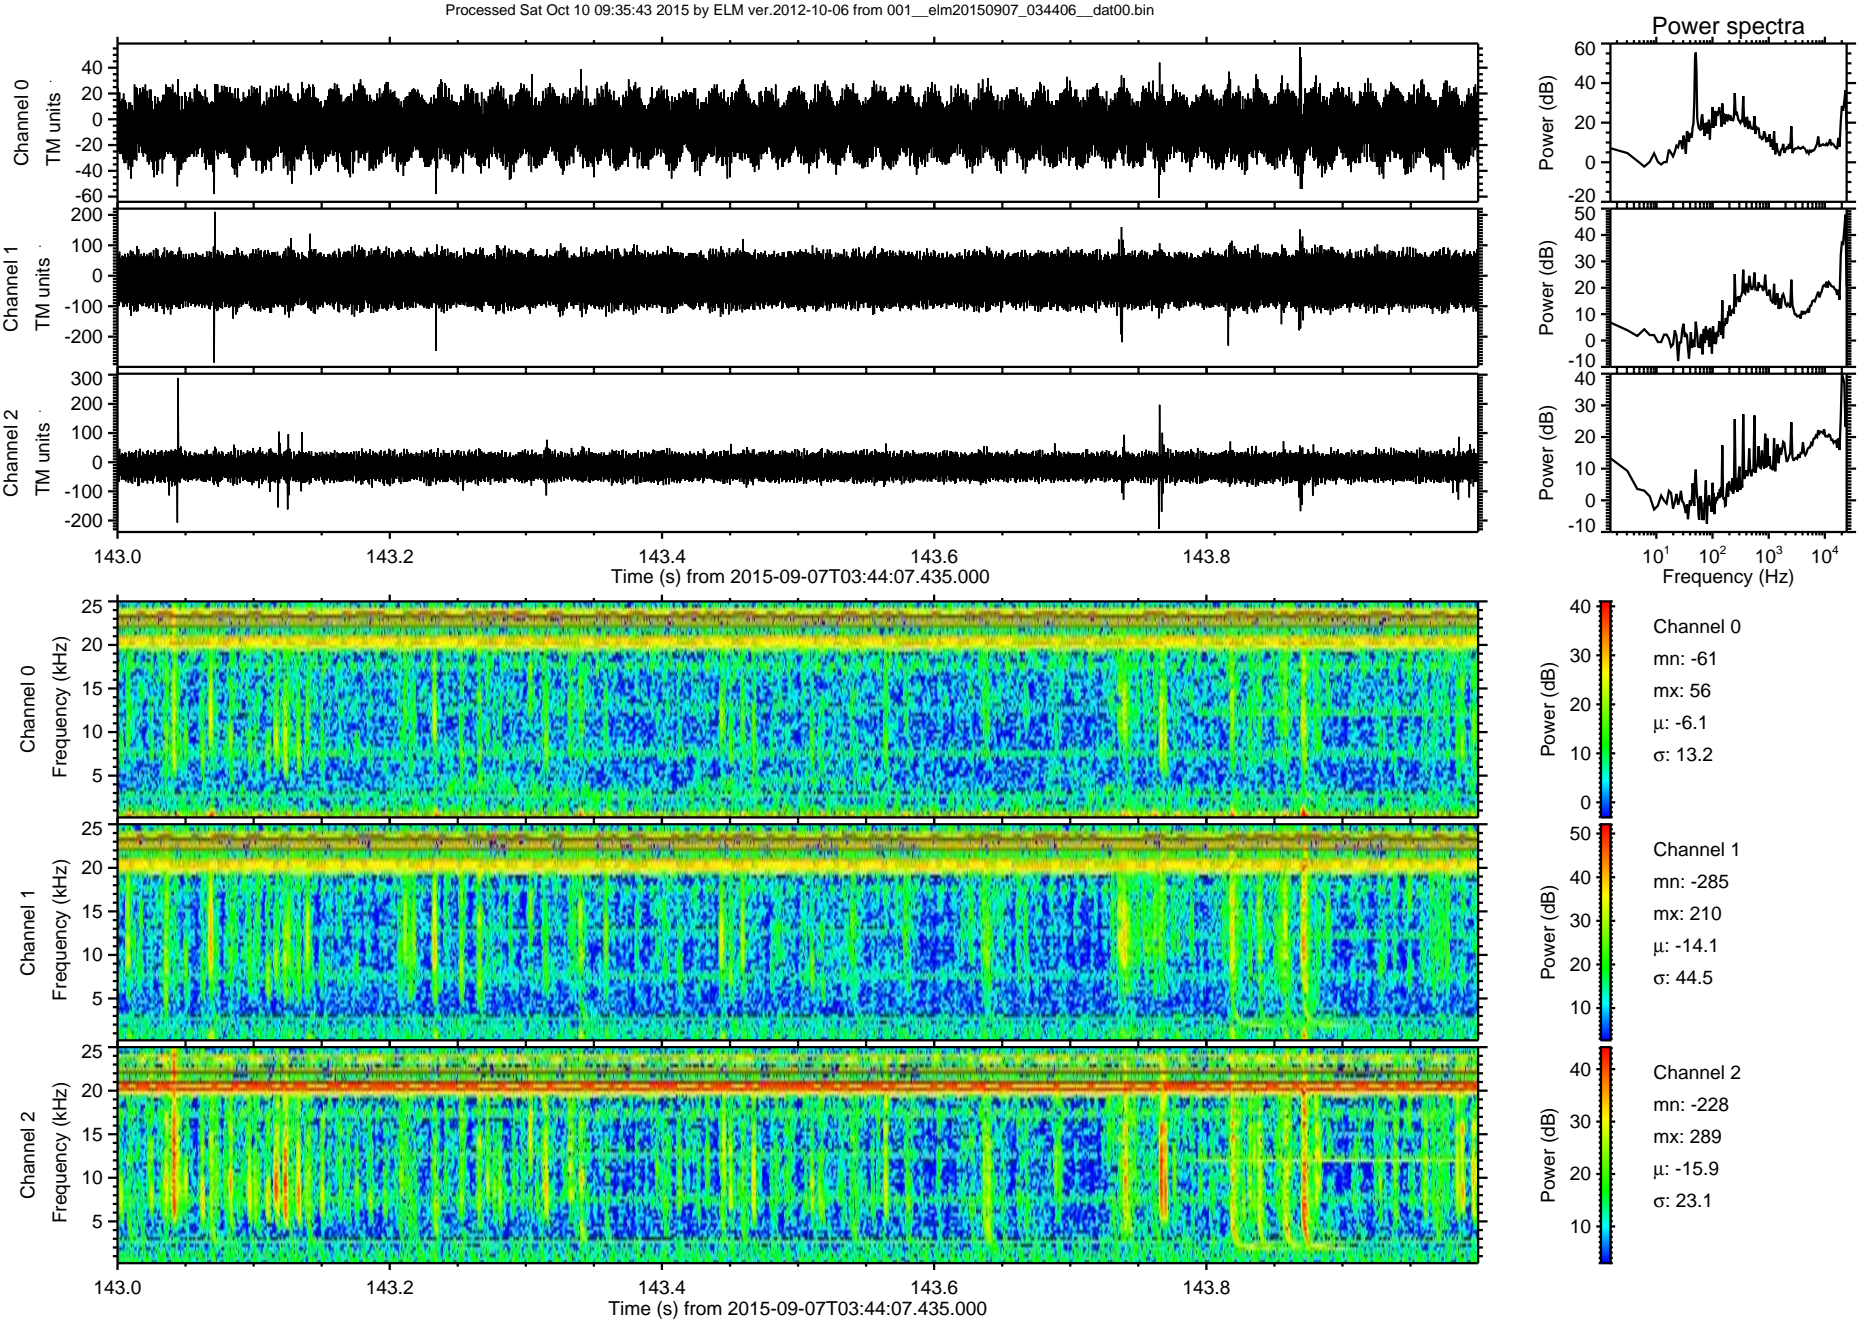 Processed Sat Oct 10 09:35:43 2015 by ELM ver.2012-10-06 from 001__elm20150907_034406__dat00.bin
Power spectra
Channel 0
TM units
40
20
0
-20
-40
-60
Power (dB)
60
40
20
0
-20
Channel 1
TM units
200
100
0
-100
-200
Power (dB)
50
40
30
20
10
0
-10
Channel 2
TM units
300
200
100
0
-100
-200
Power (dB)
40
30
20
10
0
-10
143.0 143.2 143.4 143.6 143.8
Time (s) from 2015-09-07T03:44:07.435.000
10^1 10^2 10^3 10^4
Frequency (Hz)
Channel 0
Frequency (kHz)
25
20
15
10
5
Power (dB)
40
30
20
10
0
Channel 0
mn: -61
mx: 56
μ: -6.1
σ: 13.2
Channel 1
Frequency (kHz)
25
20
15
10
5
Power (dB)
50
40
30
20
10
Channel 1
mn: -285
mx: 210
μ: -14.1
σ: 44.5
Channel 2
Frequency (kHz)
25
20
15
10
5
Power (dB)
40
30
20
10
Channel 2
mn: -228
mx: 289
μ: -15.9
σ: 23.1
143.0 143.2 143.4 143.6 143.8
Time (s) from 2015-09-07T03:44:07.435.000